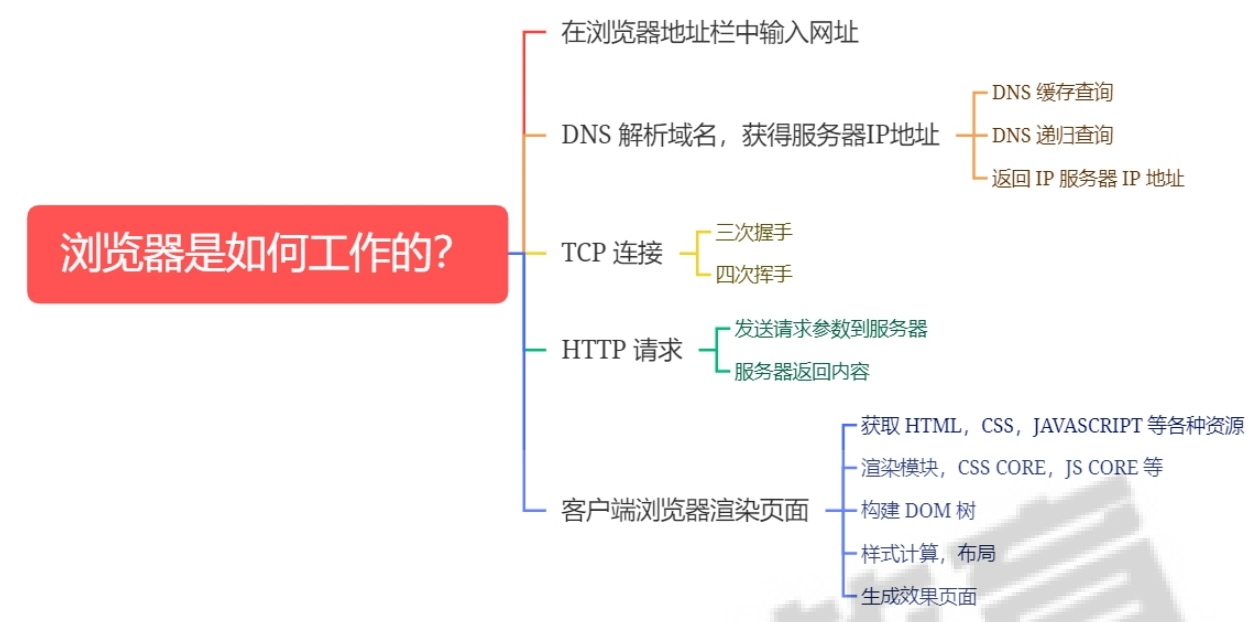 浏览器是如何工作的？
在浏览器地址栏中输入网址
DNS 解析域名，获得服务器IP地址
DNS 缓存查询
DNS 递归查询
返回 IP 服务器 IP 地址
TCP 连接
三次握手
四次挥手
HTTP 请求
发送请求参数到服务器
服务器返回内容
客户端浏览器渲染页面
获取 HTML，CSS，JAVASCRIPT 等各种资源
渲染模块，CSS CORE，JS CORE 等
构建 DOM 树
样式计算，布局
生成效果页面